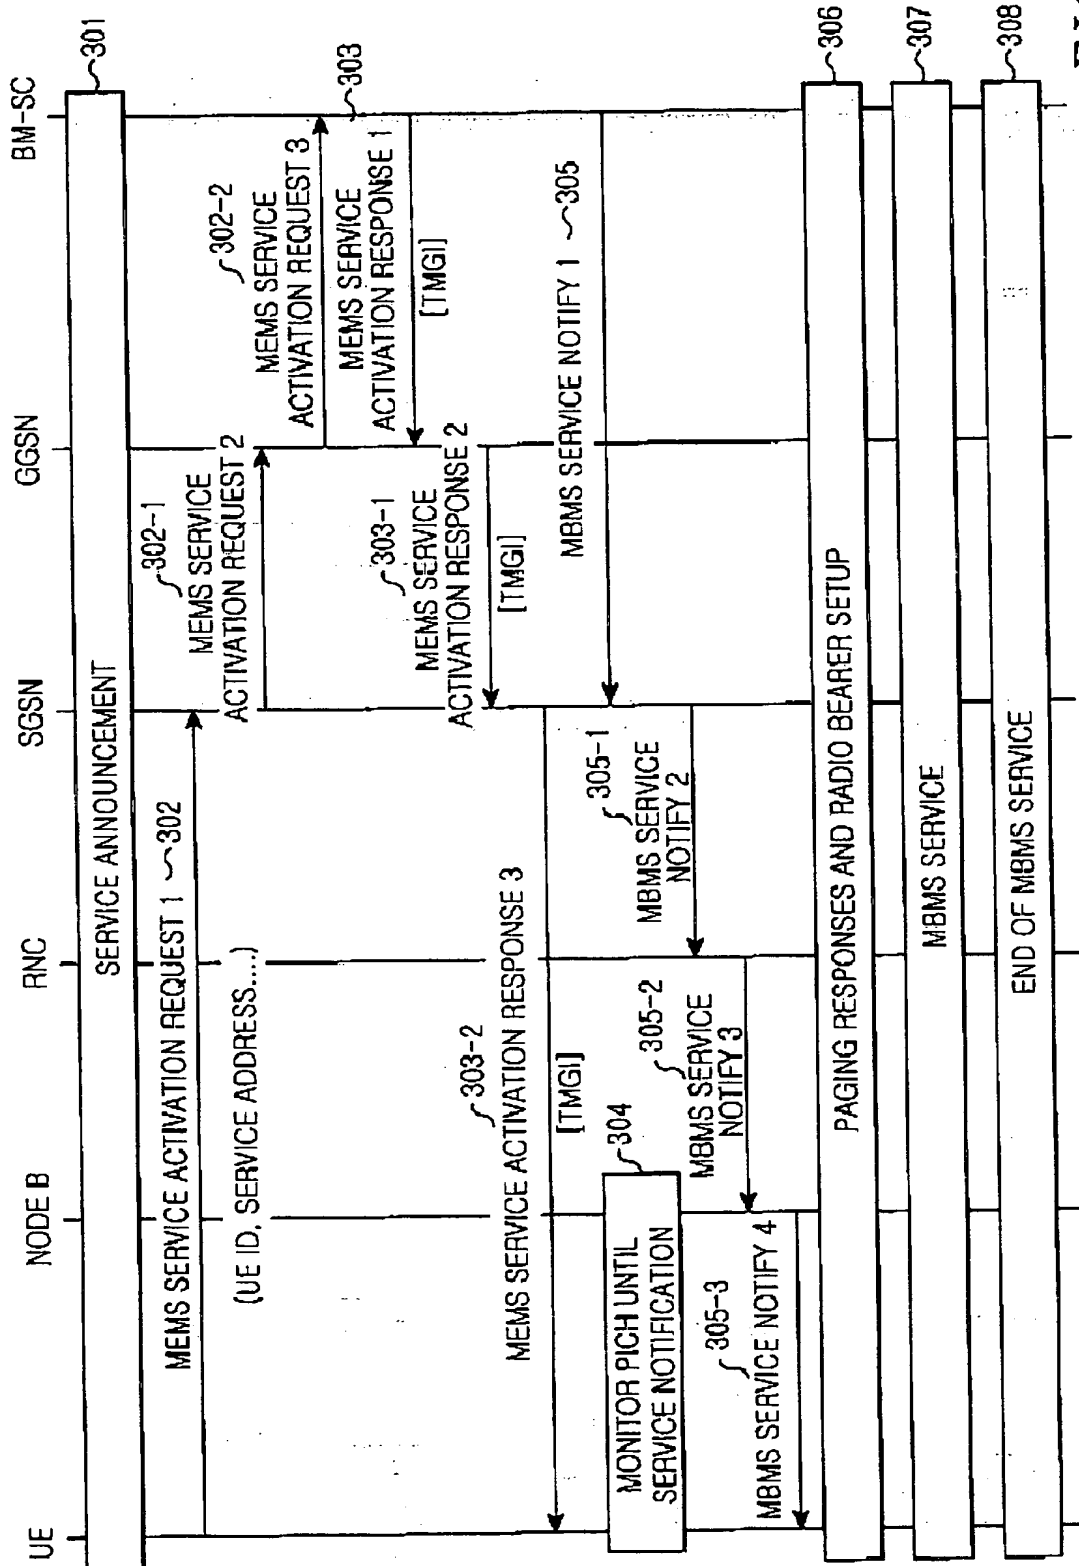 UE
NODE B
RNC
SGSN
GGSN
BM-SC
SERVICE ANNOUNCEMENT
301
MEMS SERVICE ACTIVATION REQUEST 1 302
(UE ID, SERVICE ADDRESS....)
302-1
MEMS SERVICE
ACTIVATION REQUEST 2
302-2
MEMS SERVICE
ACTIVATION REQUEST 3
303
MEMS SERVICE
ACTIVATION RESPONSE 1
[TMGI]
303-1
MEMS SERVICE
ACTIVATION RESPONSE 2
[TMGI]
303-2
MEMS SERVICE ACTIVATION RESPONSE 3
[TMGI]
304
MONITOR PICH UNTIL
SERVICE NOTIFICATION
MBMS SERVICE NOTIFY 1 305
305-1
MBMS SERVICE
NOTIFY 2
305-2
MBMS SERVICE
NOTIFY 3
305-3
MBMS SERVICE NOTIFY 4
PAGING RESPONSES AND RADIO BEARER SETUP
306
MBMS SERVICE
307
END OF MBMS SERVICE
308